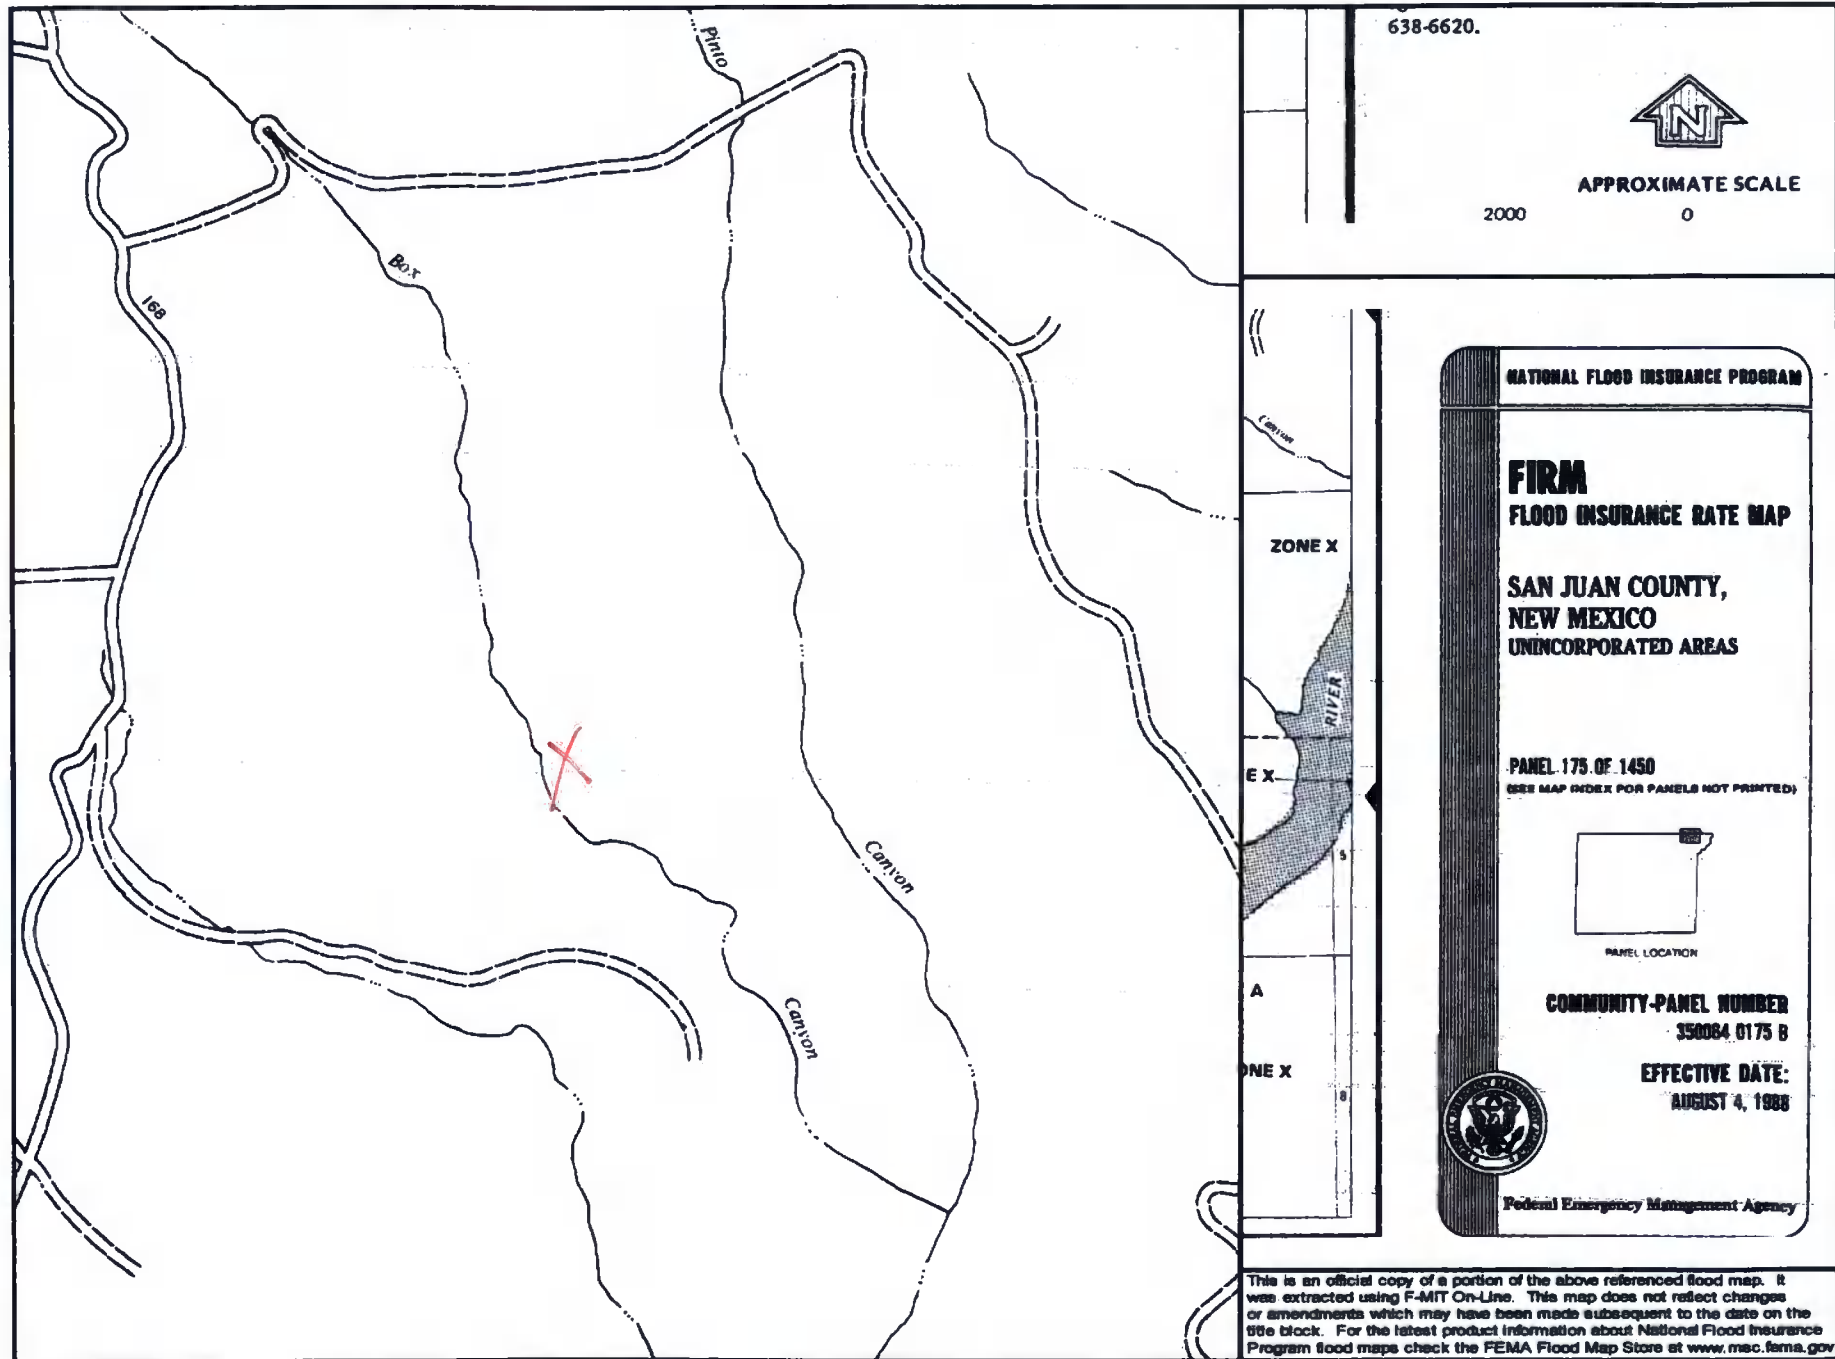 Pinto
Box
168
Canyon
Canyon
638-6620.
N
APPROXIMATE SCALE
2000 0
Canyon
ZONE X
RIVER
E X
5
A
ONE X
8
NATIONAL FLOOD INSURANCE PROGRAM
FIRM
FLOOD INSURANCE RATE MAP
SAN JUAN COUNTY,
NEW MEXICO
UNINCORPORATED AREAS
PANEL 175 OF 1450
(SEE MAP INDEX FOR PANELS NOT PRINTED)
PANEL LOCATION
COMMUNITY-PANEL NUMBER
350064 0175 B
EFFECTIVE DATE:
AUGUST 4, 1988
Federal Emergency Management Agency
This is an official copy of a portion of the above referenced flood map. It
was extracted using F-MIT On-Line. This map does not reflect changes
or amendments which may have been made subsequent to the date on the
title block. For the latest product information about National Flood Insurance
Program flood maps check the FEMA Flood Map Store at www.msc.fema.gov